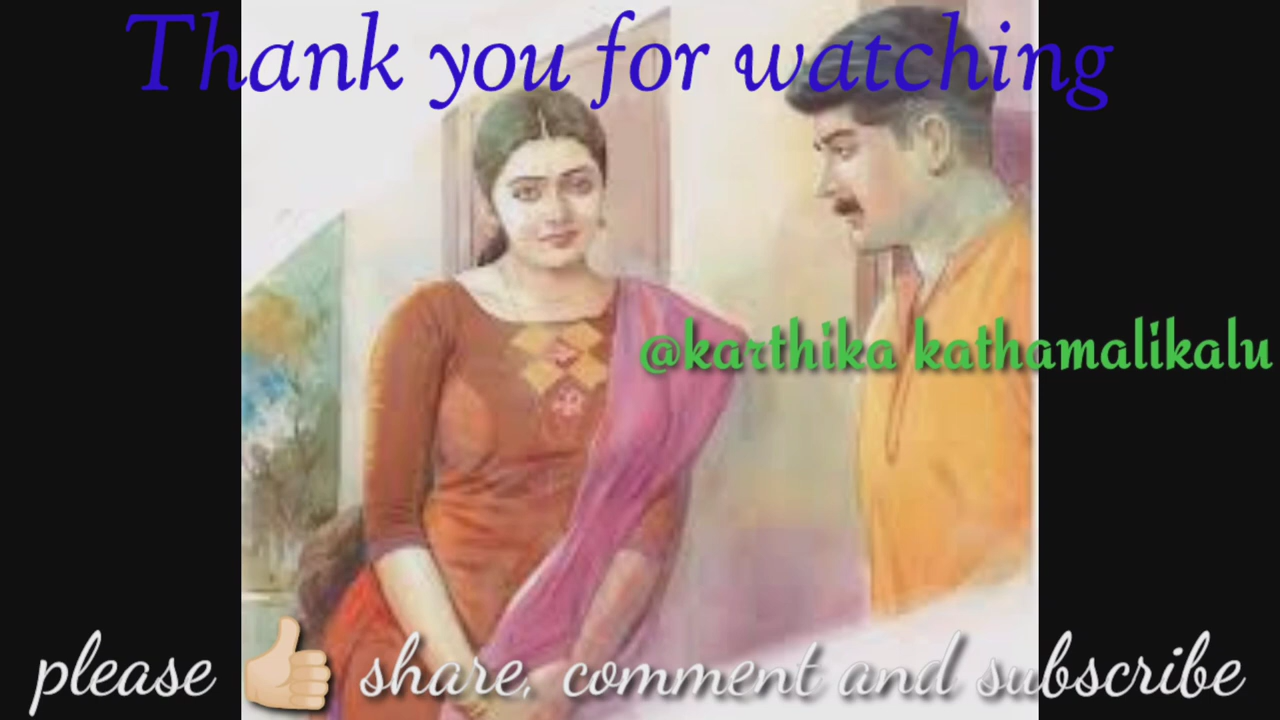 Thank you for watching
@karthika kathamalikalu
please 👍🏻 share, comment and subscribe